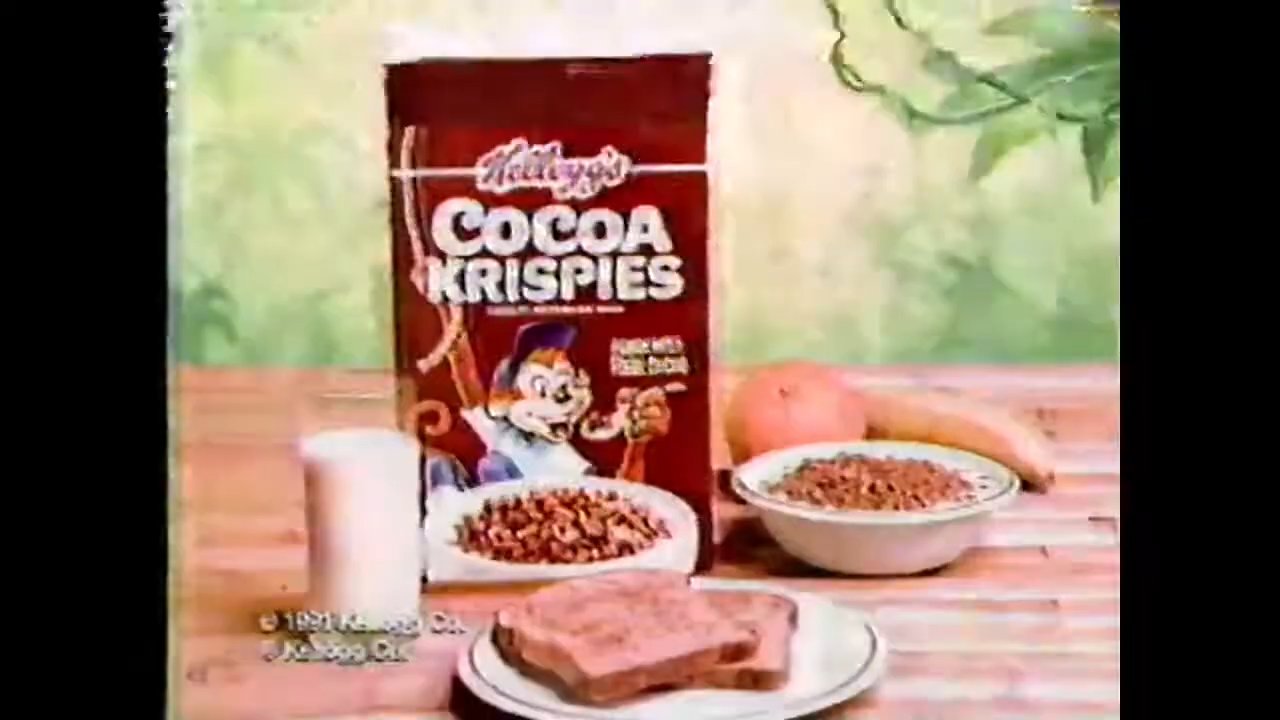 Kellogg's
COCOA
KRISPIES
© 1991 Kellogg Co.
® Kellogg Co.